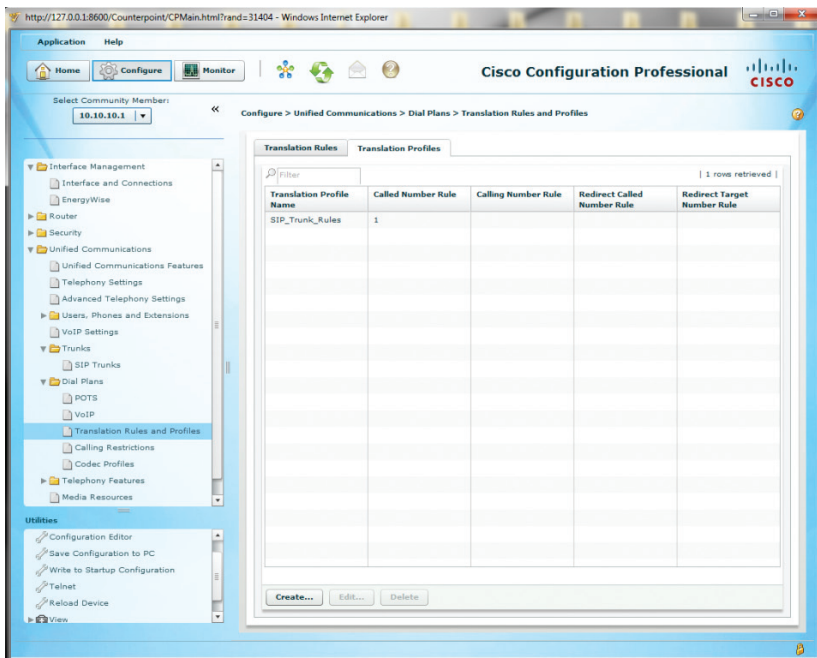 http://127.0.0.1:8600/Counterpoint/CPMain.html?rand=31404 - Windows Internet Explorer
Application Help
Home Configure Monitor Cisco Configuration Professional CISCO
Select Community Member:
10.10.10.1
Configure > Unified Communications > Dial Plans > Translation Rules and Profiles
Interface Management
Interface and Connections
EnergyWise
Router
Security
Unified Communications
Unified Communications Features
Telephony Settings
Advanced Telephony Settings
Users, Phones and Extensions
VoIP Settings
Trunks
SIP Trunks
Dial Plans
POTS
VoIP
Translation Rules and Profiles
Calling Restrictions
Codec Profiles
Telephony Features
Media Resources
Utilities
Configuration Editor
Save Configuration to PC
Write to Startup Configuration
Telnet
Reload Device
View
Translation Rules Translation Profiles
Filter | 1 rows retrieved |
Translation Profile Name Called Number Rule Calling Number Rule Redirect Called Number Rule Redirect Target Number Rule
SIP_Trunk_Rules 1
Create... Edit... Delete